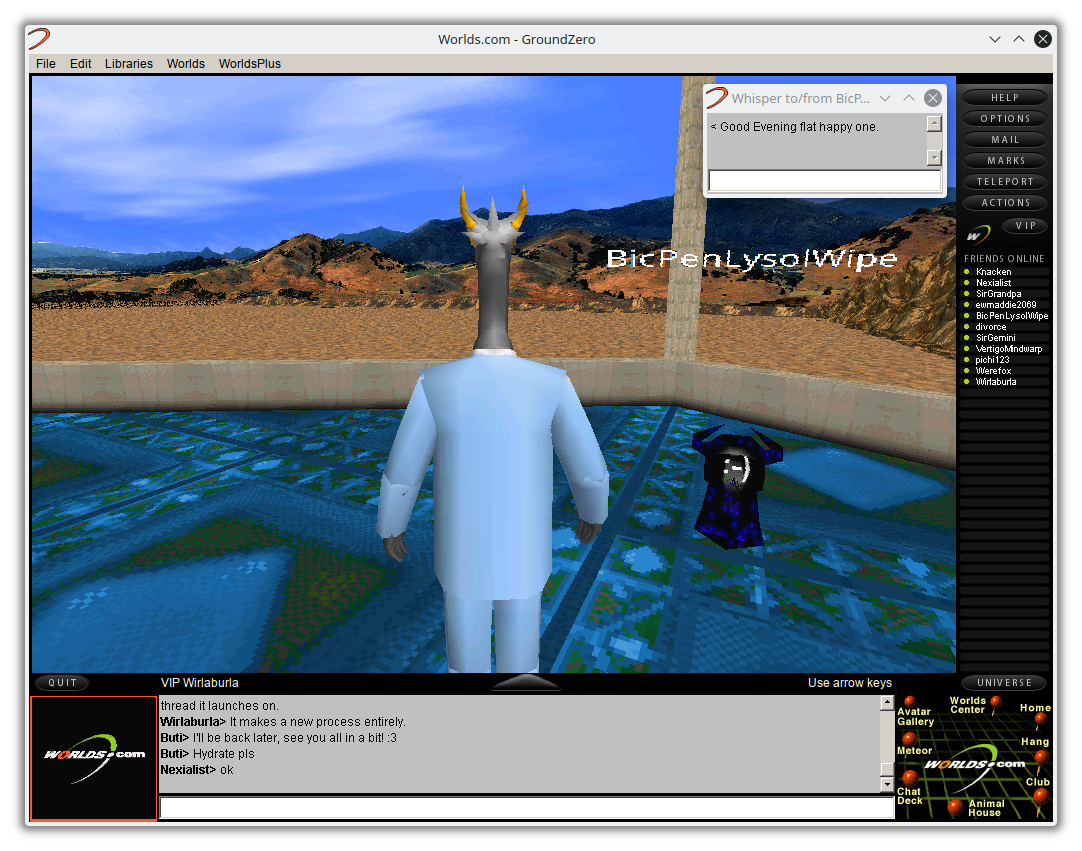 Worlds.com - GroundZero
File Edit Libraries Worlds WorldsPlus
Whisper to/from BicP...
< Good Evening flat happy one.
BicPenLysolWipe
HELP
OPTIONS
MAIL
MARKS
TELEPORT
ACTIONS
W VIP
FRIENDS ONLINE
Knacken
Nexialist
SirGrandpa
ewmaddie2069
BicPenLysolWipe
divorce
SirGemini
VertigoMindwarp
pichi123
Werefox
Wirlaburla
QUIT VIP Wirlaburla Use arrow keys UNIVERSE
WORLDS.com
thread it launches on.
Wirlaburla> It makes a new process entirely.
Buti> I'll be back later, see you all in a bit! :3
Buti> Hydrate pls
Nexialist> ok
Avatar
Gallery
Worlds
Center
Home
Meteor
Hang
WORLDS.com
Chat
Deck
Club
Animal
House